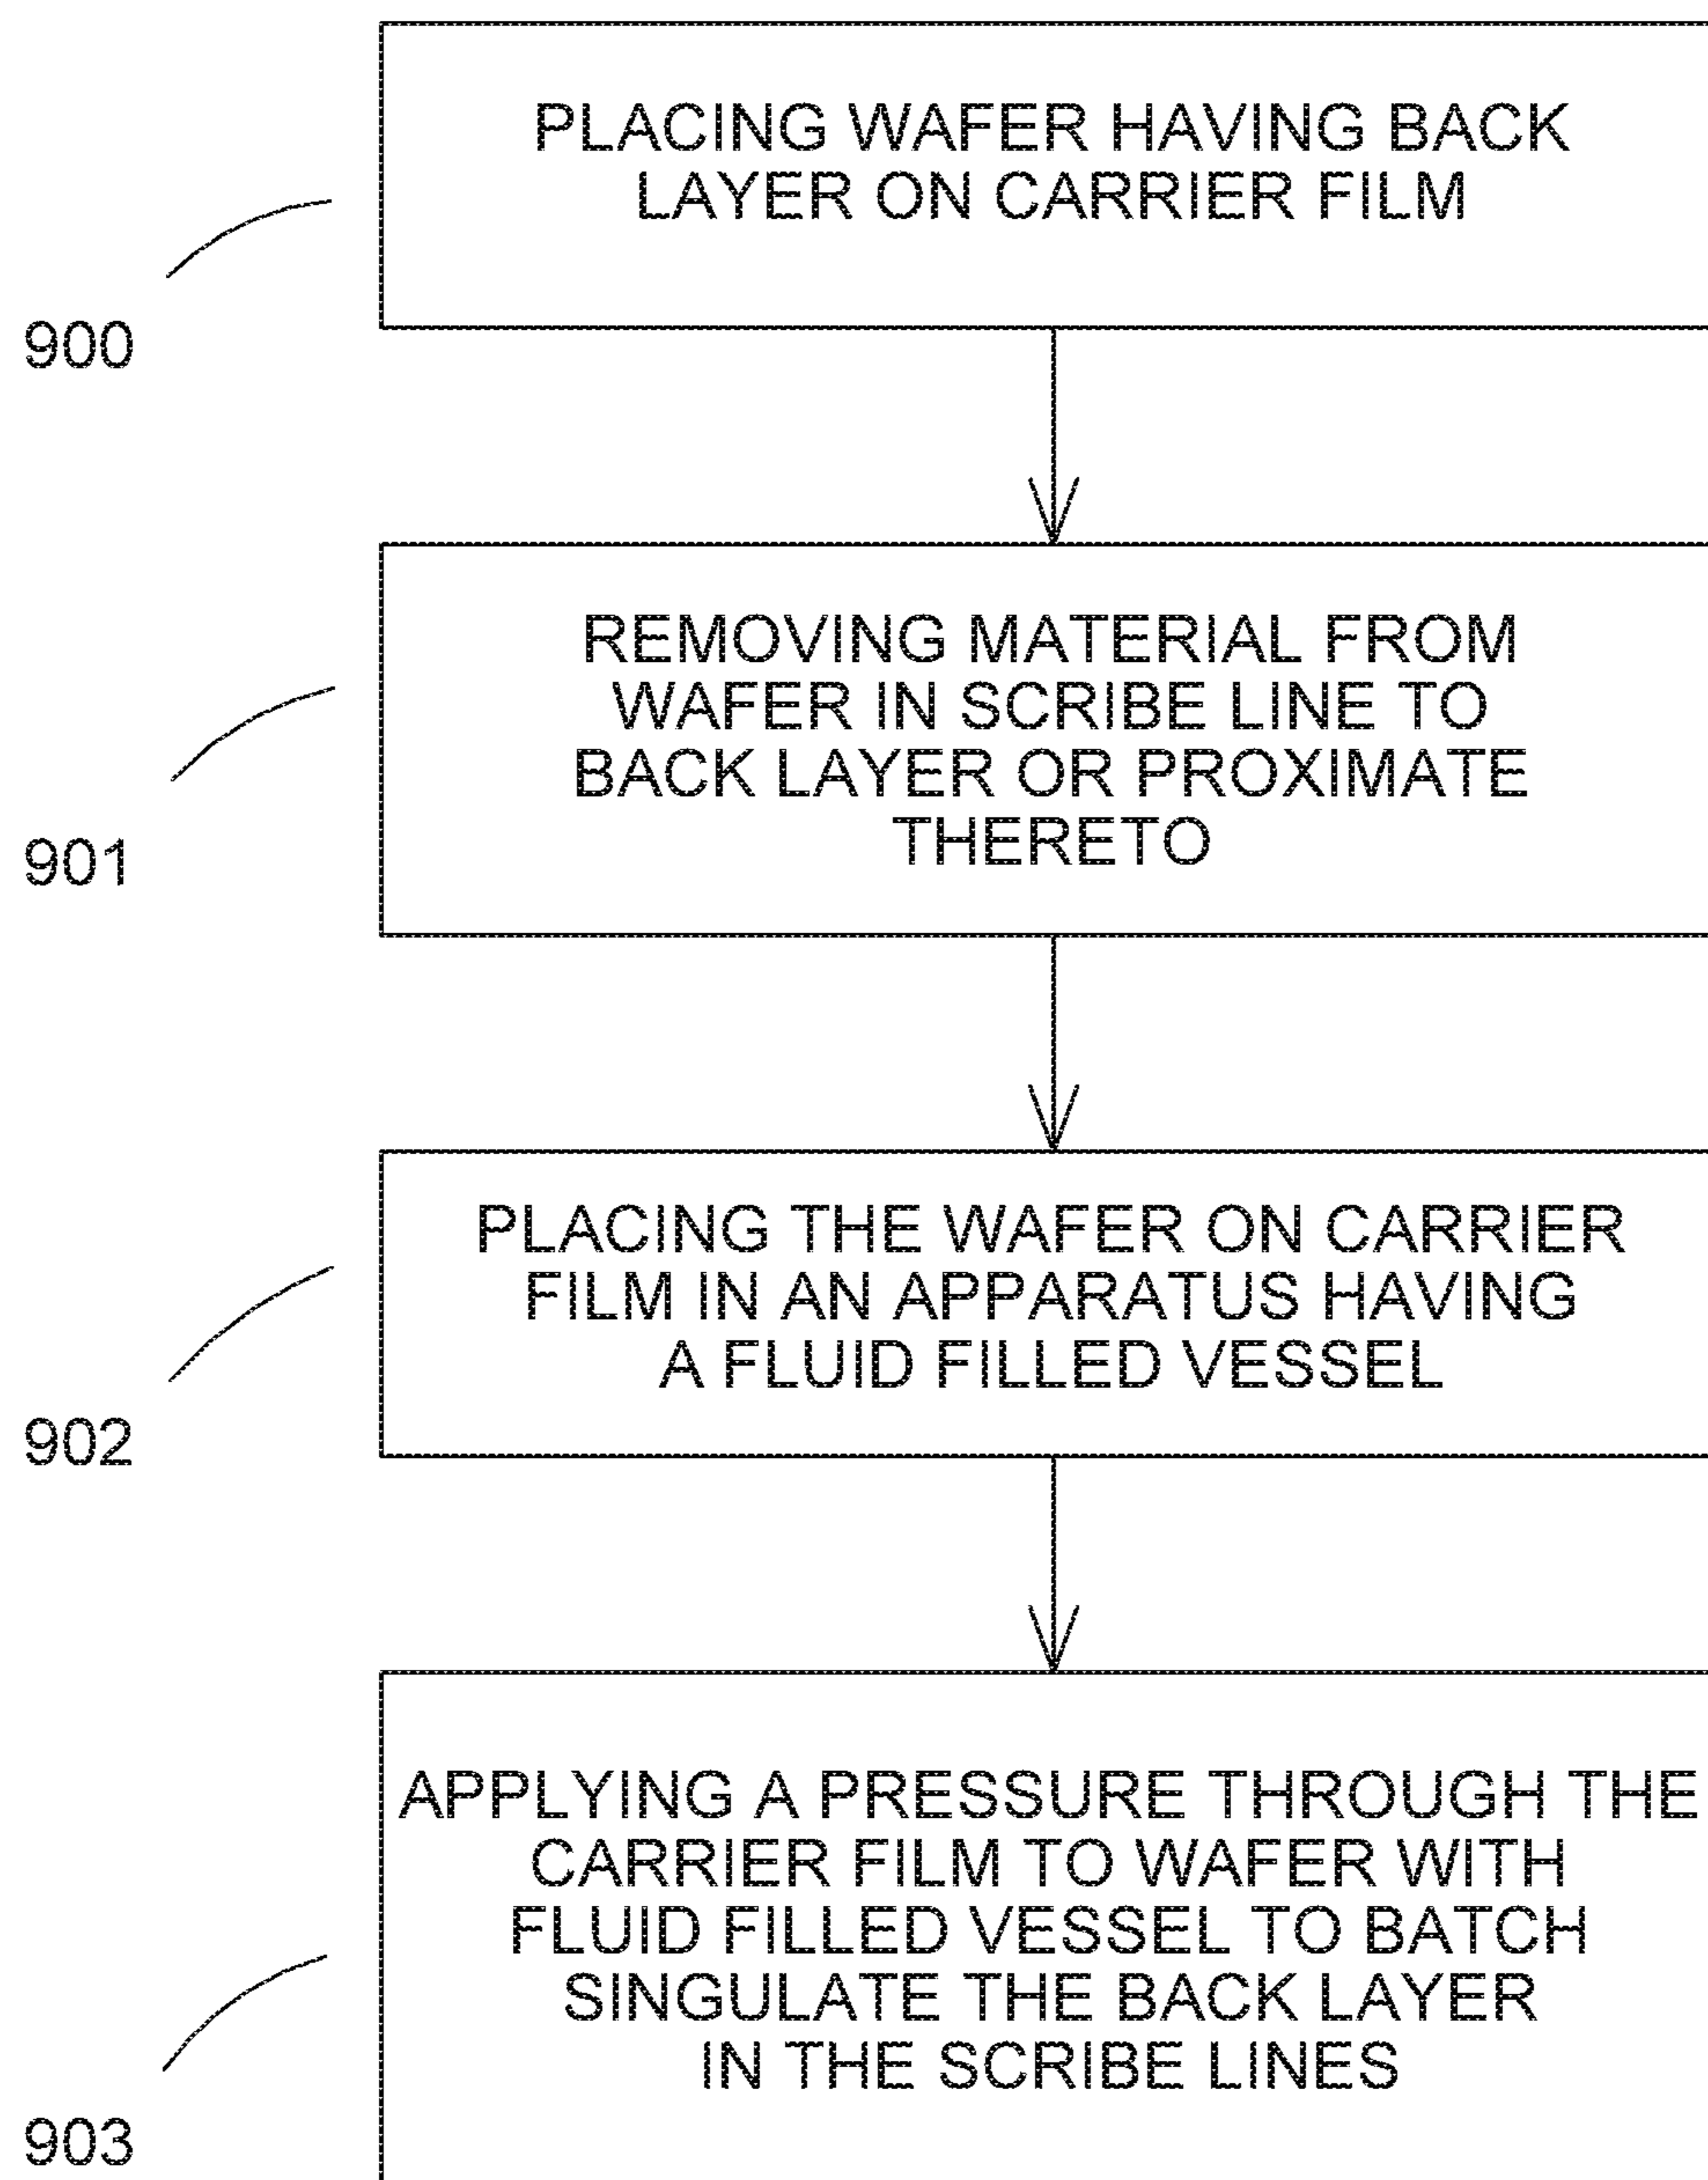 PLACING WAFER HAVING BACK
LAYER ON CARRIER FILM
900
REMOVING MATERIAL FROM
WAFER IN SCRIBE LINE TO
BACK LAYER OR PROXIMATE
THERETO
901
PLACING THE WAFER ON CARRIER
FILM IN AN APPARATUS HAVING
A FLUID FILLED VESSEL
902
APPLYING A PRESSURE THROUGH THE
CARRIER FILM TO WAFER WITH
FLUID FILLED VESSEL TO BATCH
SINGULATE THE BACK LAYER
IN THE SCRIBE LINES
903